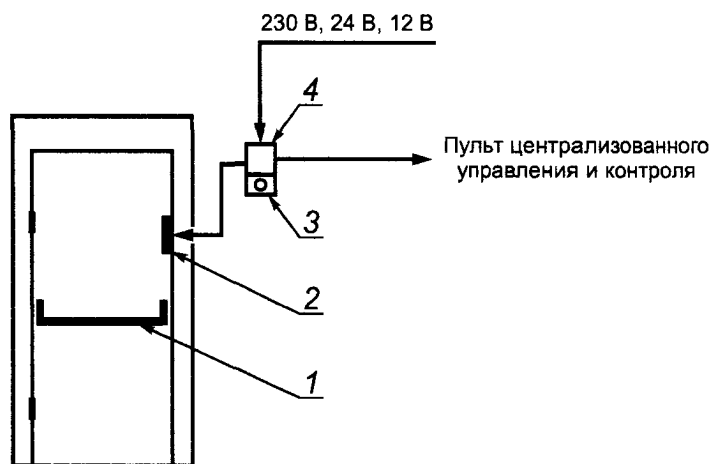 230 В, 24 В, 12 В
4
Пульт централизованного
управления и контроля
3
2
1